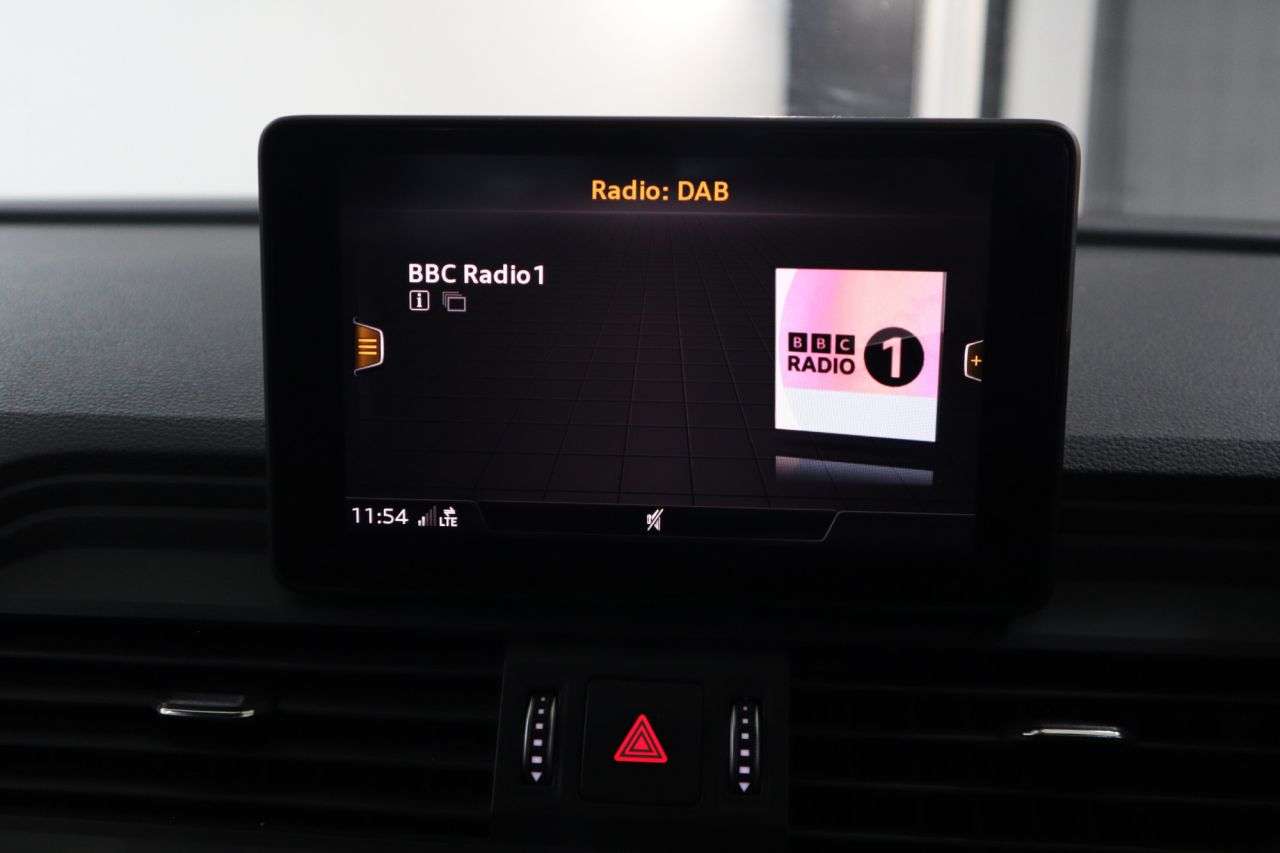 Radio: DAB
BBC Radio1
BBC
RADIO 1
11:54 LTE